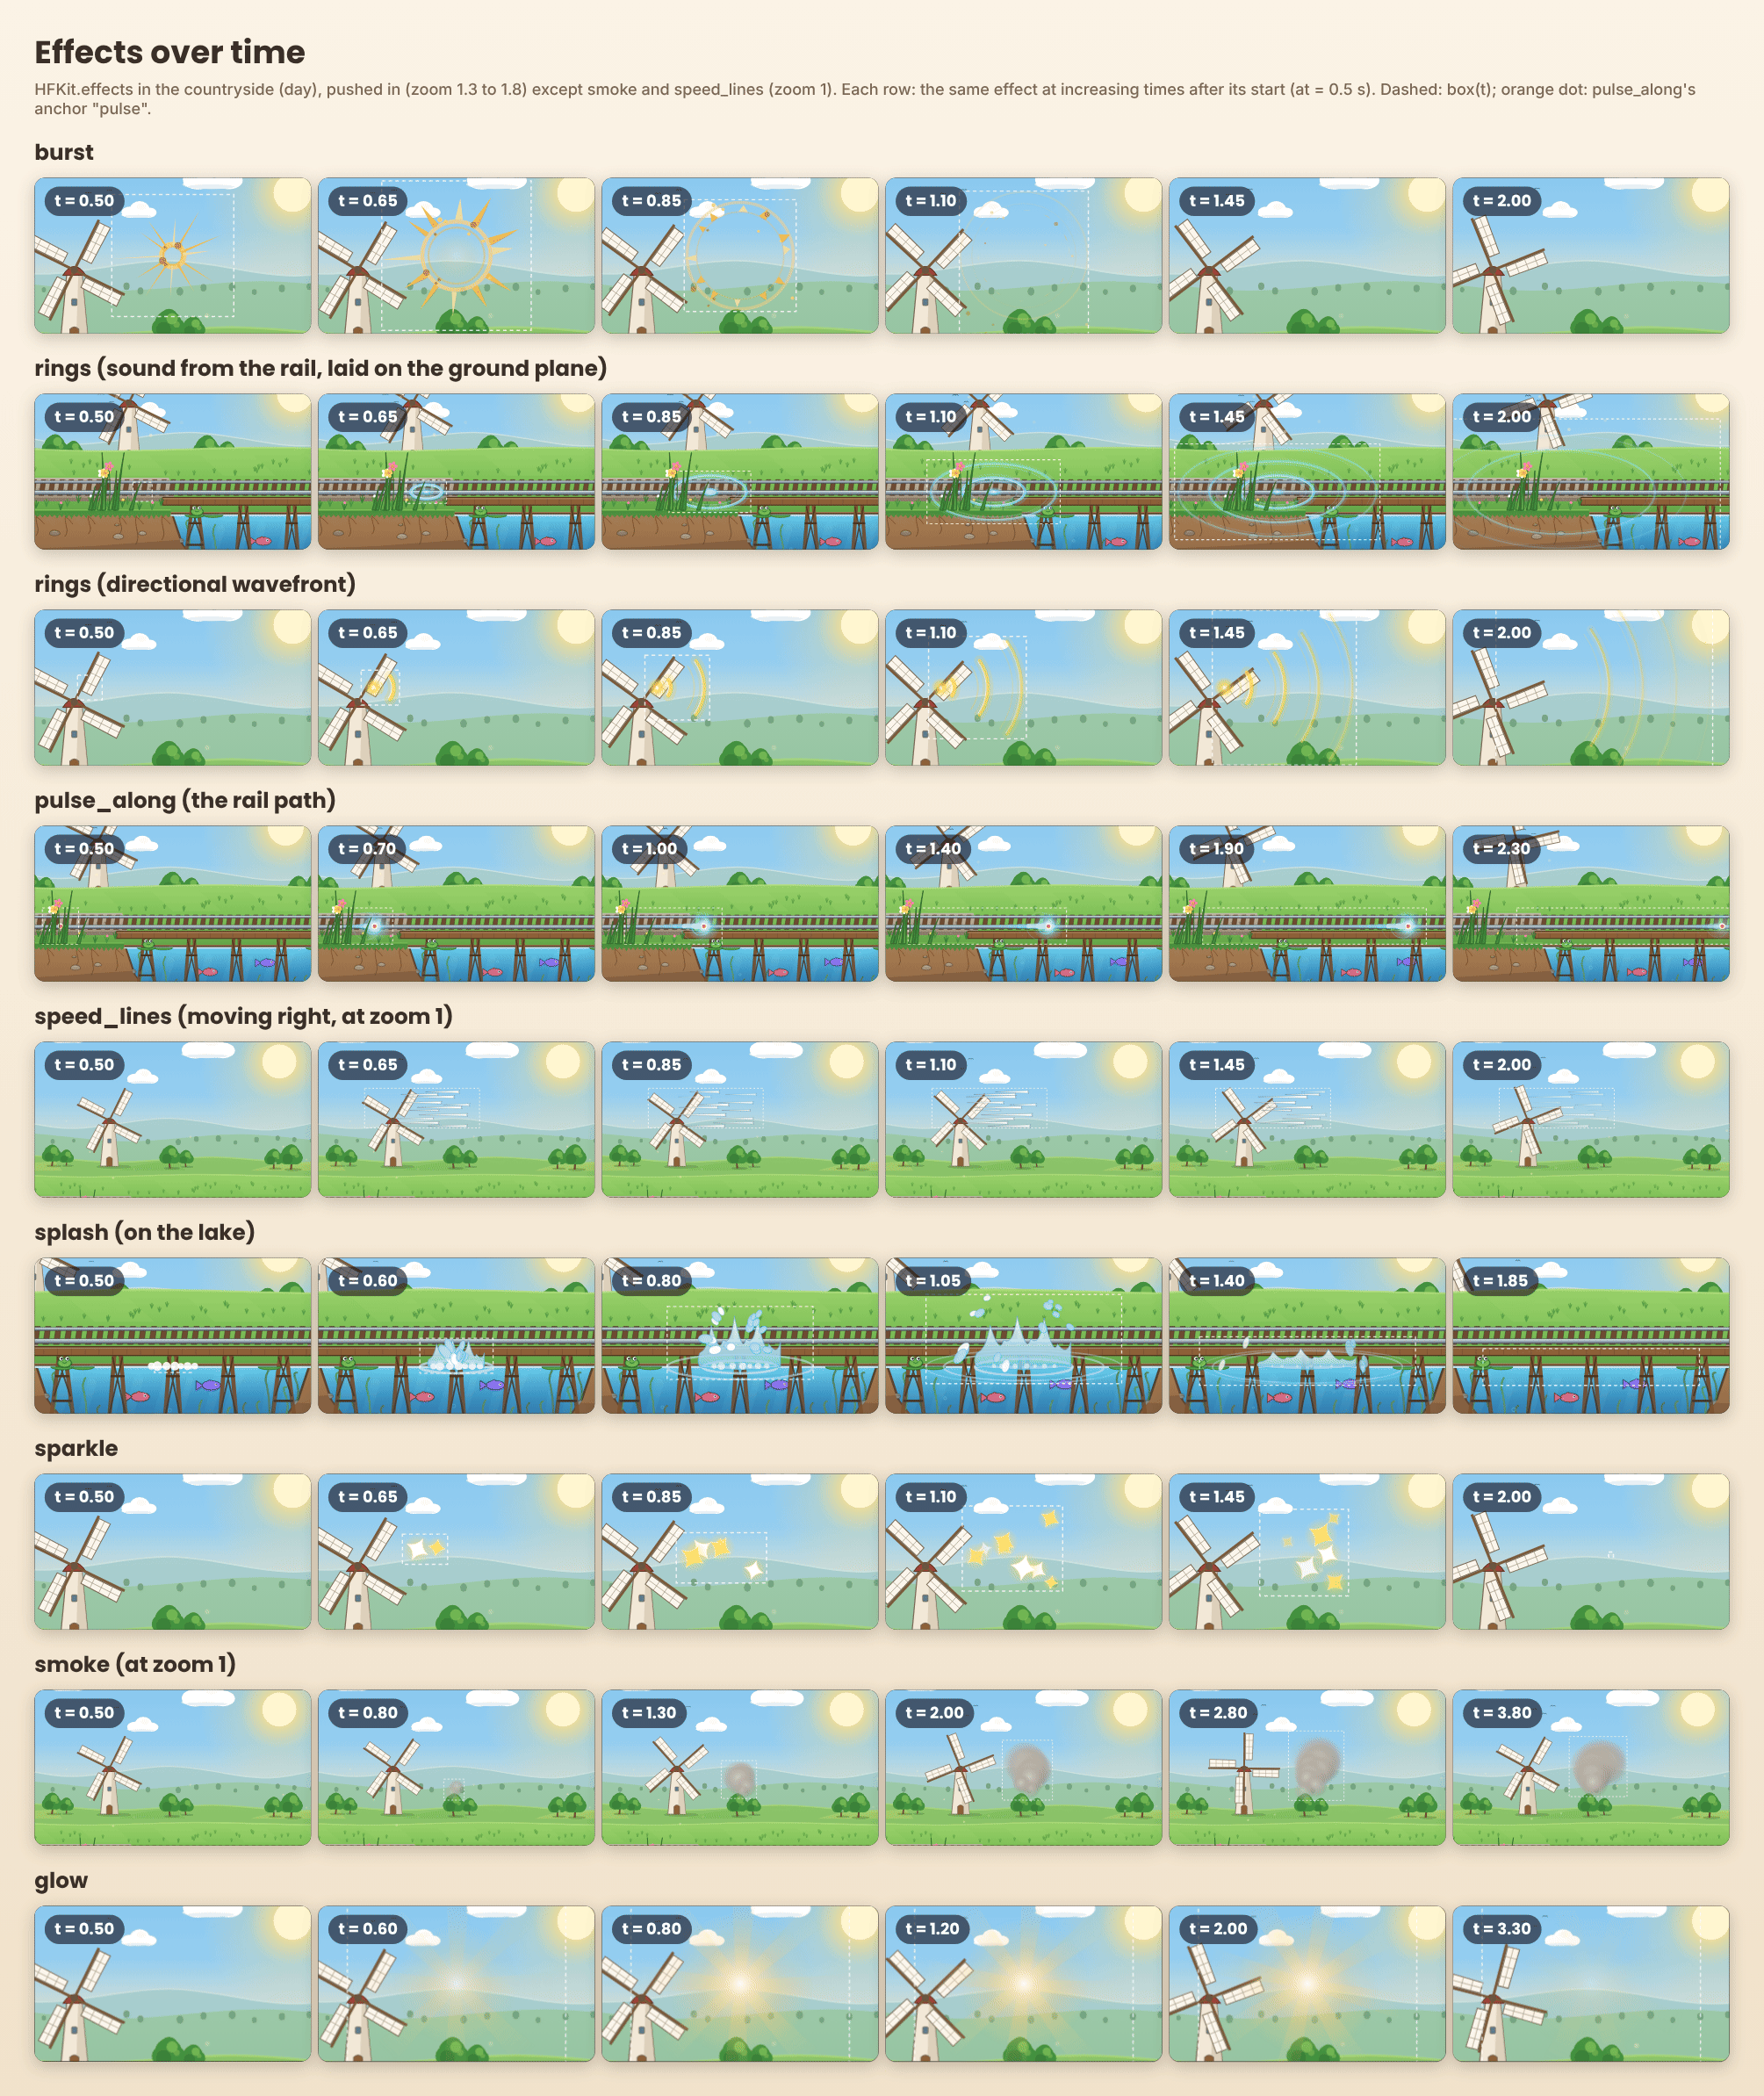 Effects over time
HFKit.effects in the countryside (day), pushed in (zoom 1.3 to 1.8) except smoke and speed_lines (zoom 1). Each row: the same effect at increasing times after its start (at = 0.5 s). Dashed: box(t); orange dot: pulse_along's
anchor "pulse".
burst
t = 0.50 t = 0.65 t = 0.85 t = 1.10 t = 1.45 t = 2.00
rings (sound from the rail, laid on the ground plane)
t = 0.50 t = 0.65 t = 0.85 t = 1.10 t = 1.45 t = 2.00
rings (directional wavefront)
t = 0.50 t = 0.65 t = 0.85 t = 1.10 t = 1.45 t = 2.00
pulse_along (the rail path)
t = 0.50 t = 0.70 t = 1.00 t = 1.40 t = 1.90 t = 2.30
speed_lines (moving right, at zoom 1)
t = 0.50 t = 0.65 t = 0.85 t = 1.10 t = 1.45 t = 2.00
splash (on the lake)
t = 0.50 t = 0.60 t = 0.80 t = 1.05 t = 1.40 t = 1.85
sparkle
t = 0.50 t = 0.65 t = 0.85 t = 1.10 t = 1.45 t = 2.00
smoke (at zoom 1)
t = 0.50 t = 0.80 t = 1.30 t = 2.00 t = 2.80 t = 3.80
glow
t = 0.50 t = 0.60 t = 0.80 t = 1.20 t = 2.00 t = 3.30